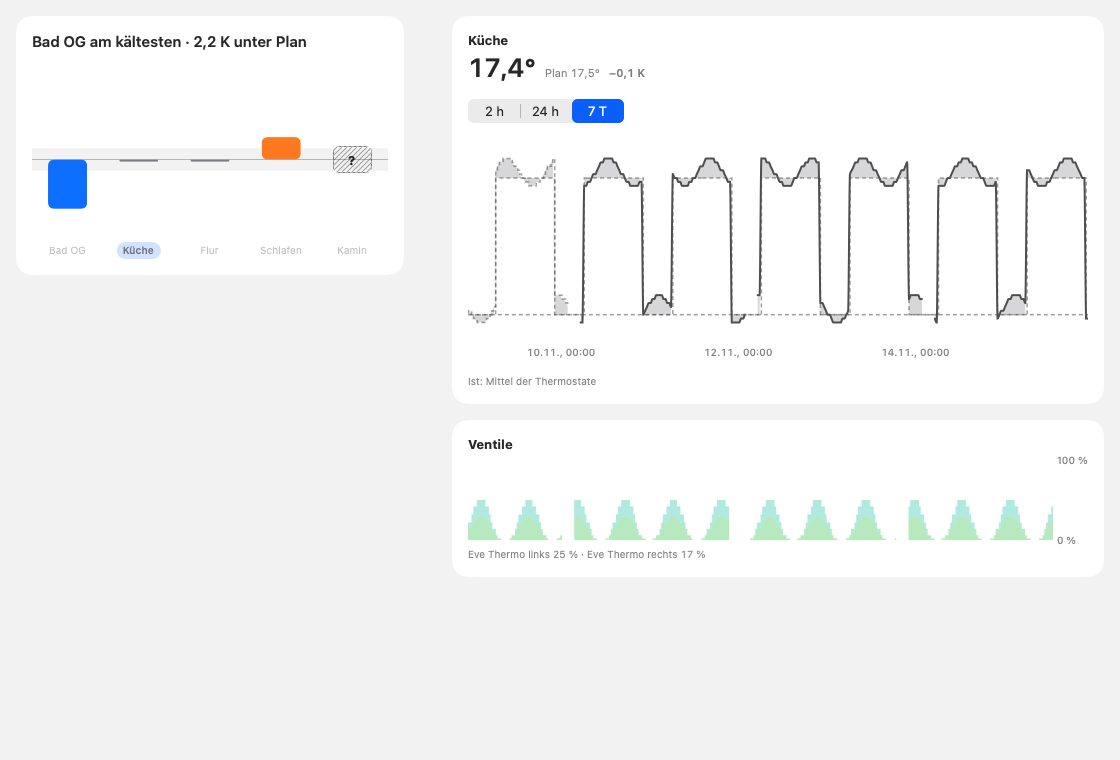 Bad OG am kältesten · 2,2 K unter Plan
?
Bad OG Küche Flur Schlafen Kamin
Küche
17,4° Plan 17,5° −0,1 K
2 h 24 h 7 T
10.11., 00:00 12.11., 00:00 14.11., 00:00
Ist: Mittel der Thermostate
Ventile
100 %
0 %
Eve Thermo links 25 % · Eve Thermo rechts 17 %